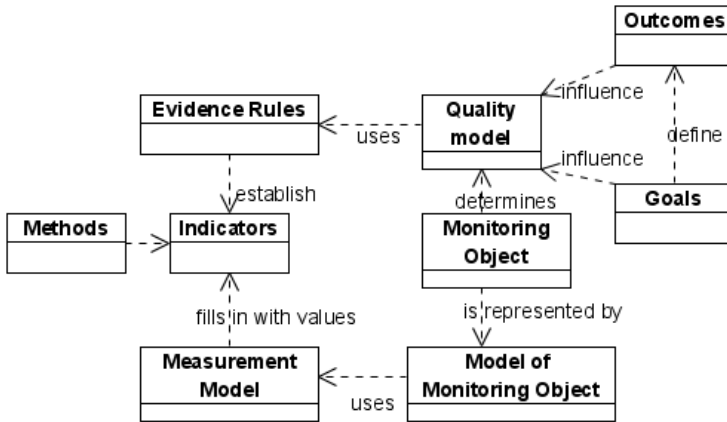 Outcomes
influence
Evidence Rules
Quality
model
uses
define
influence
establish
determines
Goals
Methods
Indicators
Monitoring
Object
fills in with values
is represented by
Measurement
Model
Model of
Monitoring Object
uses